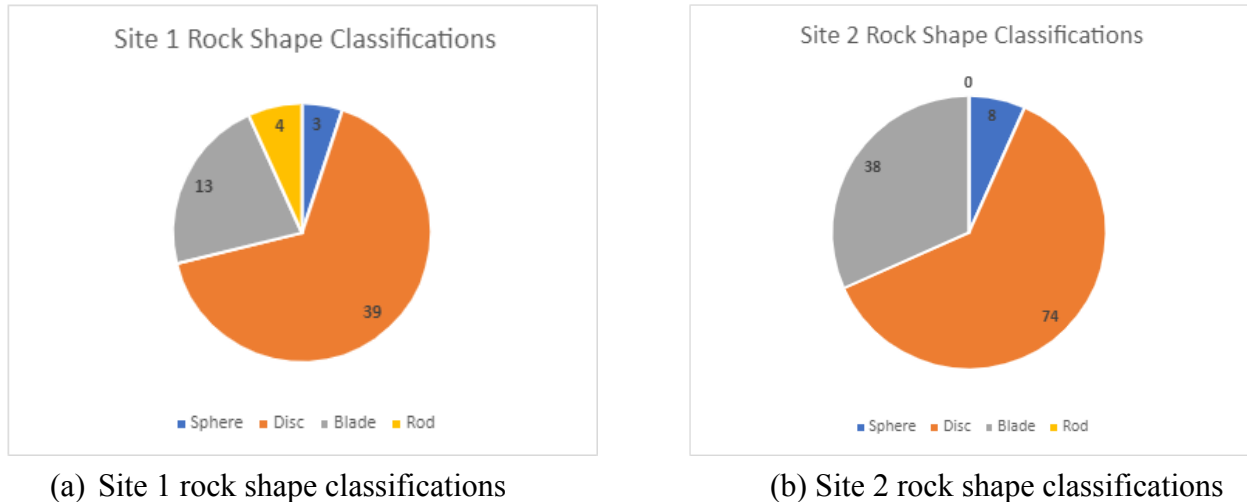 Site 1 Rock Shape Classifications
4
3
13
39
Sphere Disc Blade Rod
(a) Site 1 rock shape classifications
Site 2 Rock Shape Classifications
0
8
38
74
Sphere Disc Blade Rod
(b) Site 2 rock shape classifications